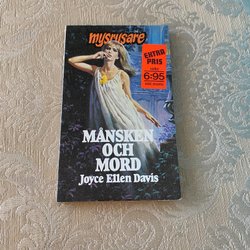 mysrysare
EXTRA
PRIS
6:95
MÅNSKEN
OCH
MORD
Joyce Ellen Davis